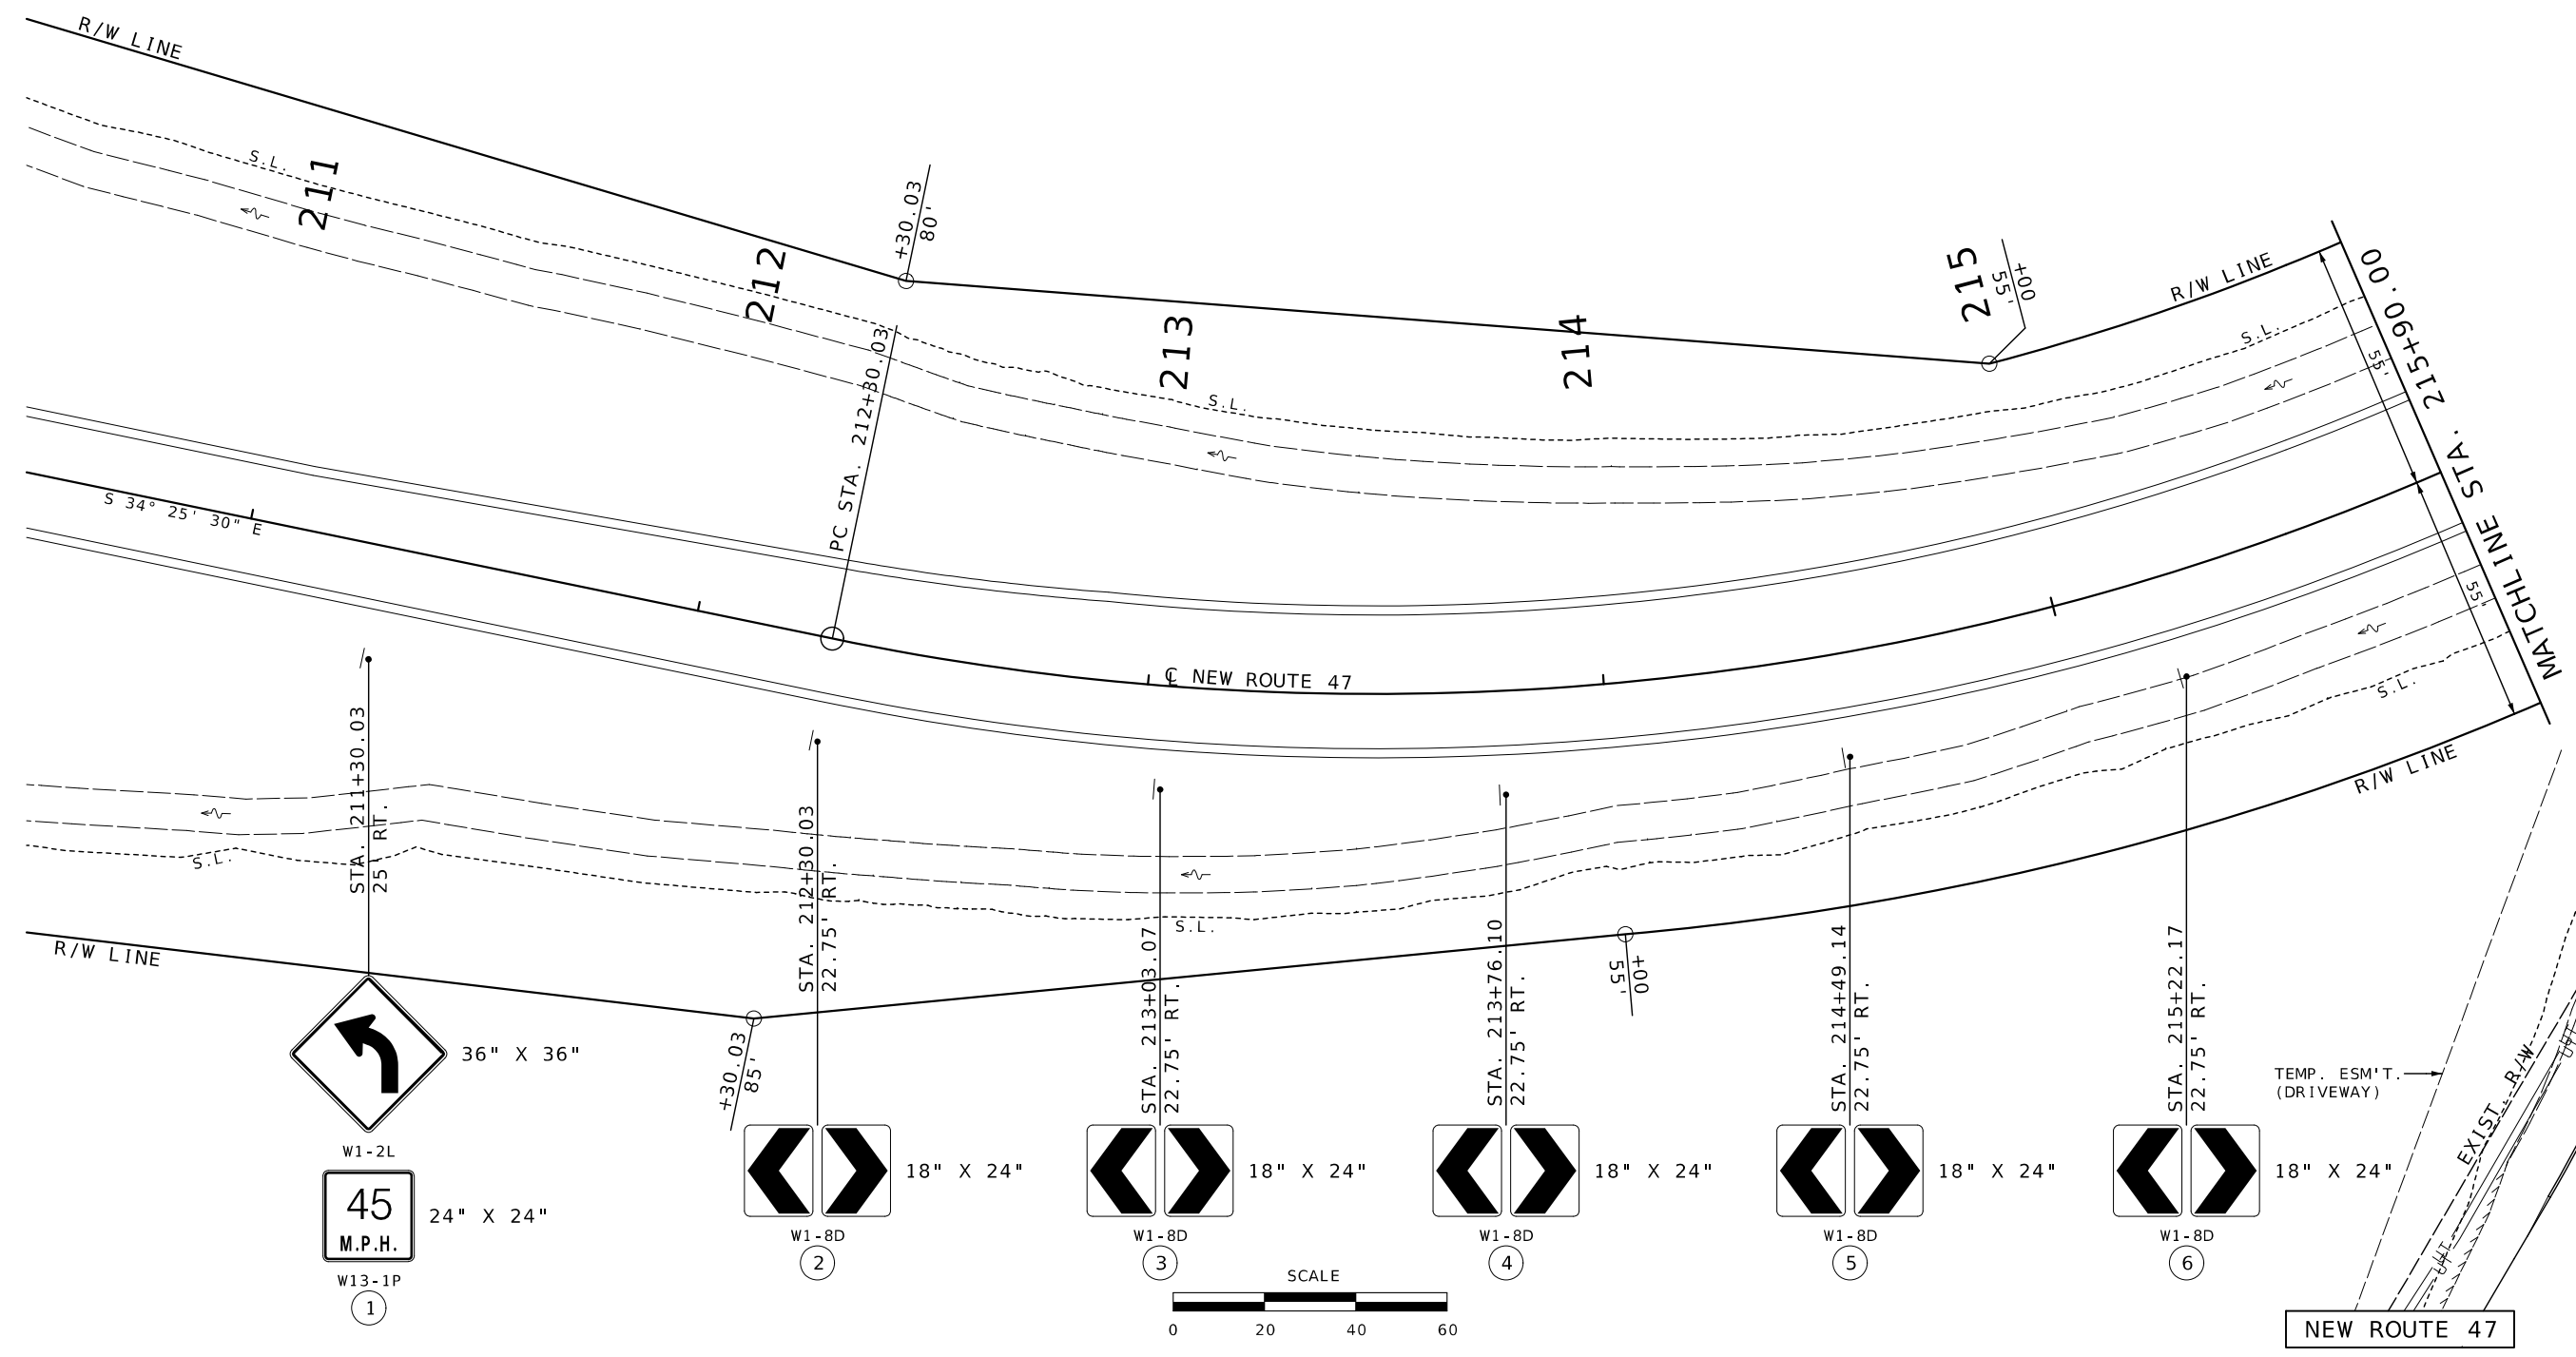 R/W LINE
S.L.
211
212
+30.03
80'
213
214
215
+00
55'
R/W LINE
S.L.
MATCHLINE STA. 215+90.00
55'
55'
S.L.
PC STA. 212+30.03
S 34° 25' 30" E
℄ NEW ROUTE 47
S.L.
R/W LINE
STA. 211+30.03
25' RT.
STA. 212+30.03
22.75' RT.
STA. 213+03.07
22.75' RT.
STA. 213+76.10
22.75' RT.
STA. 214+49.14
22.75' RT.
STA. 215+22.17
22.75' RT.
S.L.
S.L.
R/W LINE
+30.03
85'
+00
55'
36" X 36"
W1-2L
45
M.P.H.
24" X 24"
W13-1P
1
18" X 24"
W1-8D
2
18" X 24"
W1-8D
3
18" X 24"
W1-8D
4
18" X 24"
W1-8D
5
18" X 24"
W1-8D
6
SCALE
0 20 40 60
TEMP. ESM'T.
(DRIVEWAY)
EXIST. R/W
NEW ROUTE 47